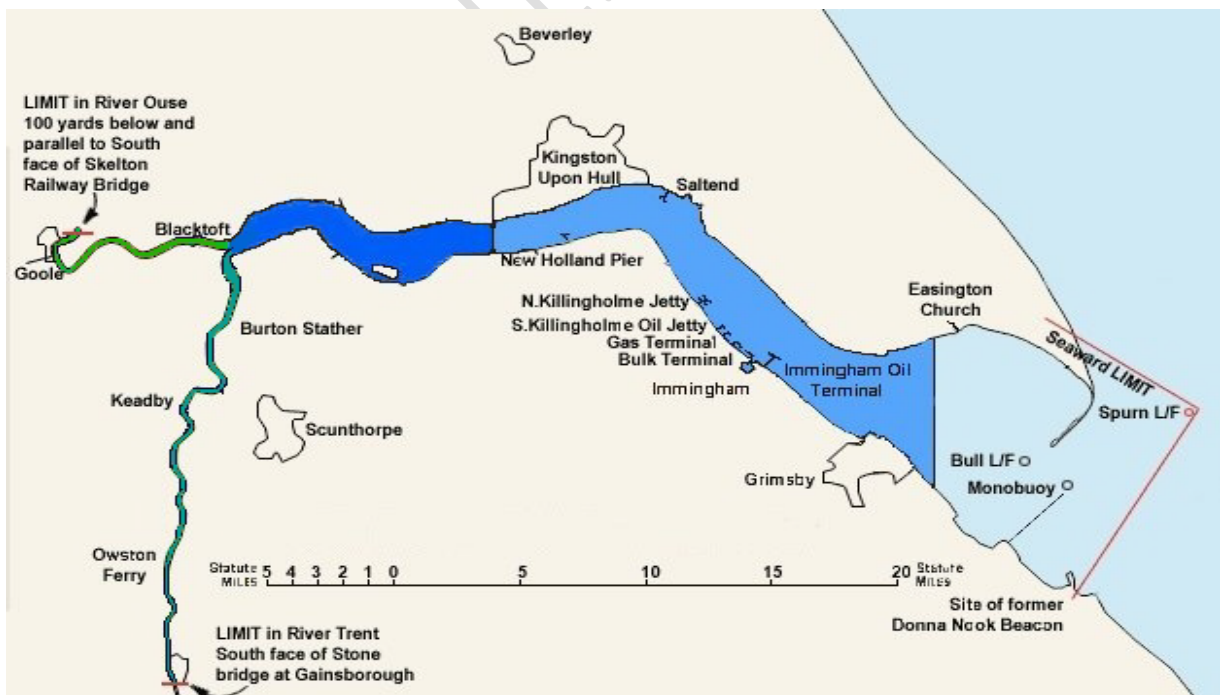 Beverley
LIMIT in River Ouse
100 yards below and
parallel to South
face of Skelton
Railway Bridge
Kingston
Upon Hull
Saltend
Blacktoft
Goole
New Holland Pier
Easington
Church
N.Killingholme Jetty
S.Killingholme Oil Jetty
Gas Terminal
Bulk Terminal
Immingham
Immingham Oil
Terminal
Seaward LIMIT
Spurn L/F
Burton Stather
Keadby
Scunthorpe
Bull L/F
Monobuoy
Grimsby
Owston
Ferry
Statute
MILES
5 4 3 2 1 0 5 10 15 20
Statute
MILES
Site of former
Donna Nook Beacon
LIMIT in River Trent
South face of Stone
bridge at Gainsborough